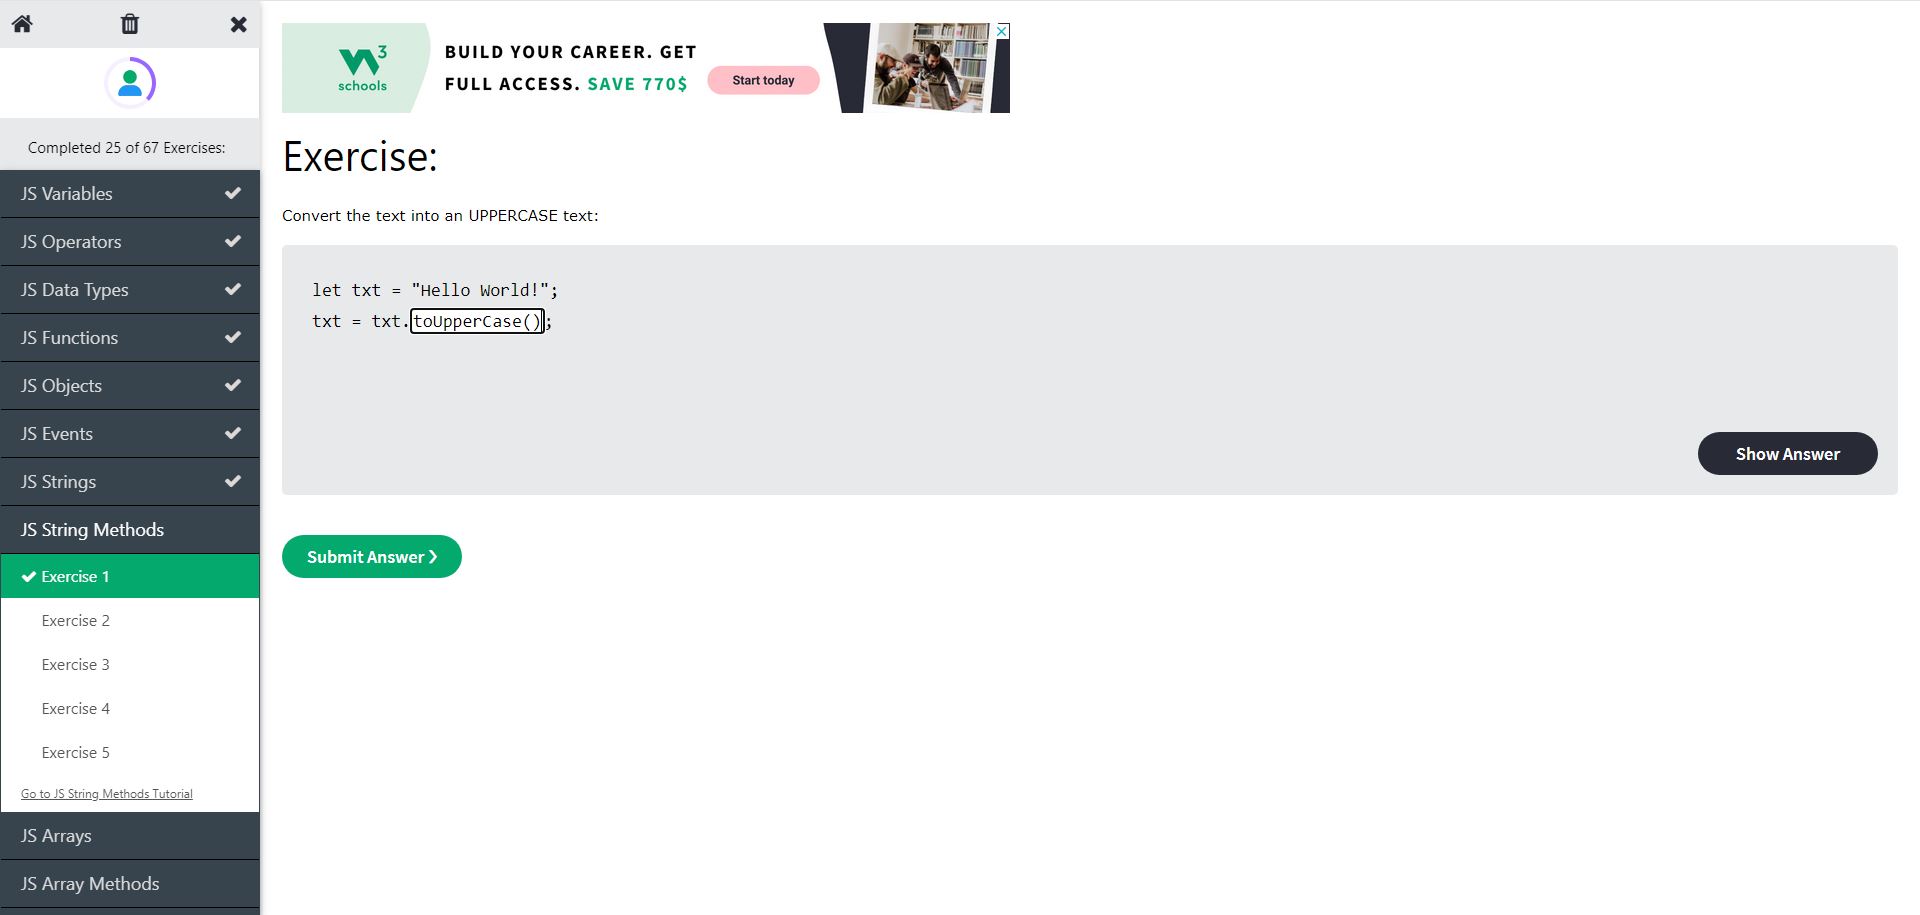 Completed 25 of 67 Exercises:
JS Variables
JS Operators
JS Data Types
JS Functions
JS Objects
JS Events
JS Strings
JS String Methods
Exercise 1
Exercise 2
Exercise 3
Exercise 4
Exercise 5
Go to JS String Methods Tutorial
JS Arrays
JS Array Methods
W3
schools
BUILD YOUR CAREER. GET
FULL ACCESS. SAVE 770$
Start today
Exercise:
Convert the text into an UPPERCASE text:
let txt = "Hello World!";
txt = txt.toUpperCase();
Show Answer
Submit Answer ❯